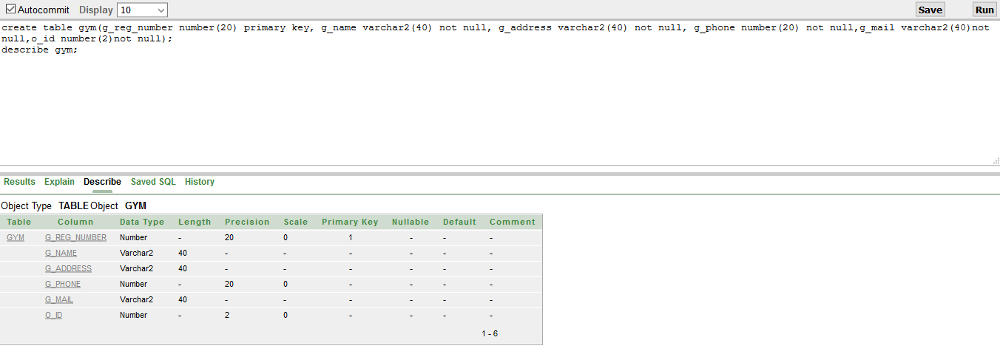 Autocommit Display 10 Save Run
create table gym(g_reg_number number(20) primary key, g_name varchar2(40) not null, g_address varchar2(40) not null, g_phone number(20) not null,g_mail varchar2(40)not
null,o_id number(2)not null);
describe gym;
Results Explain Describe Saved SQL History
Object Type TABLE Object GYM
Table Column Data Type Length Precision Scale Primary Key Nullable Default Comment
GYM G_REG_NUMBER Number - 20 0 1 - - -
G_NAME Varchar2 40 - - - - - -
G_ADDRESS Varchar2 40 - - - - - -
G_PHONE Number - 20 0 - - - -
G_MAIL Varchar2 40 - - - - - -
O_ID Number - 2 0 - - - -
1 - 6